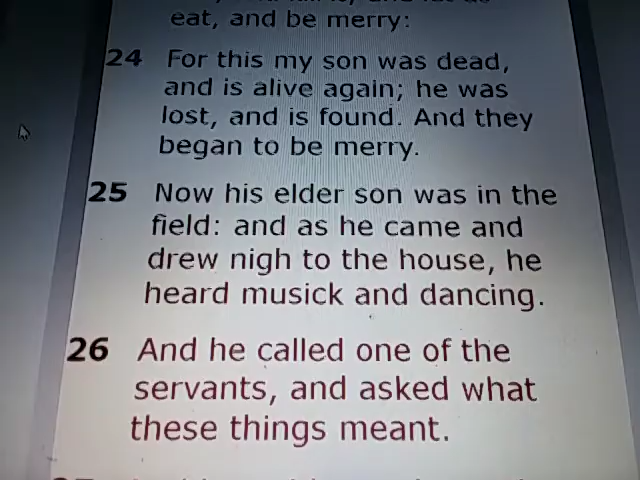 eat, and be merry:
24 For this my son was dead,
and is alive again; he was
lost, and is found. And they
began to be merry.
25 Now his elder son was in the
field: and as he came and
drew nigh to the house, he
heard musick and dancing.
26 And he called one of the
servants, and asked what
these things meant.